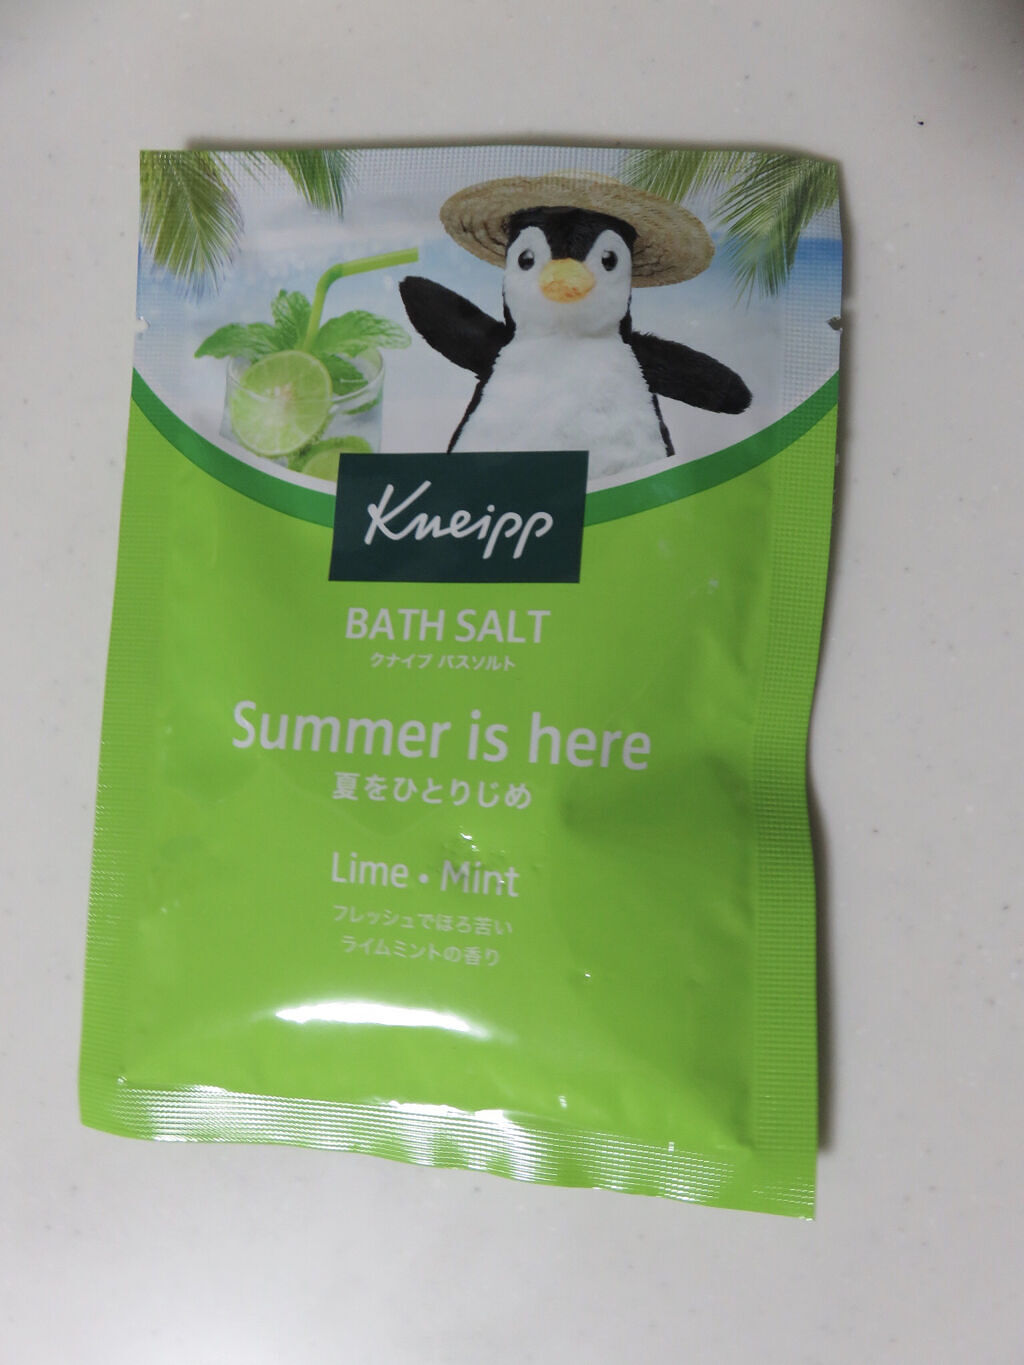 Kneipp
BATH SALT
クナイプ バスソルト
Summer is here
夏をひとりじめ
Lime・Mint
フレッシュでほろ苦い
ライムミントの香り